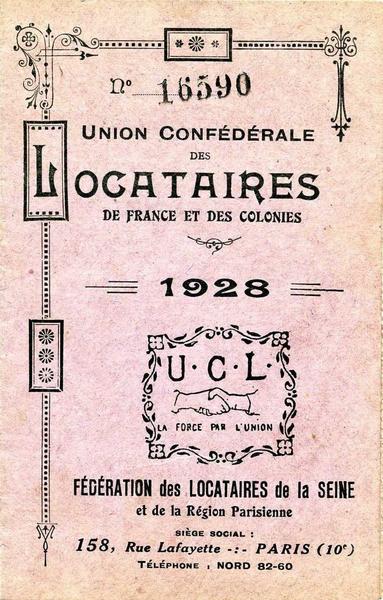 N° 16590
UNION CONFÉDÉRALE
DES
LOCATAIRES
DE FRANCE ET DES COLONIES
1928
U·C·L·
LA FORCE PAR L'UNION
FÉDÉRATION des LOCATAIRES de la SEINE
et de la Région Parisienne
SIÈGE SOCIAL :
158, Rue Lafayette -:- PARIS (10e)
TÉLÉPHONE : NORD 82-60